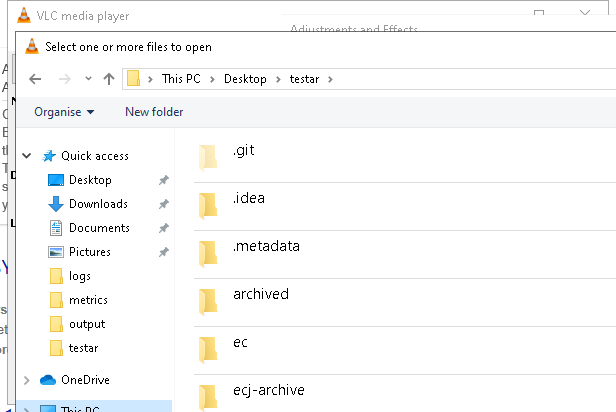 VLC media player
Adjustments and Effects
Select one or more files to open
This PC > Desktop > testar >
Organise New folder
Quick access
Desktop
Downloads
Documents
Pictures
logs
metrics
output
testar
OneDrive
This PC
.git
.idea
.metadata
archived
ec
ecj-archive